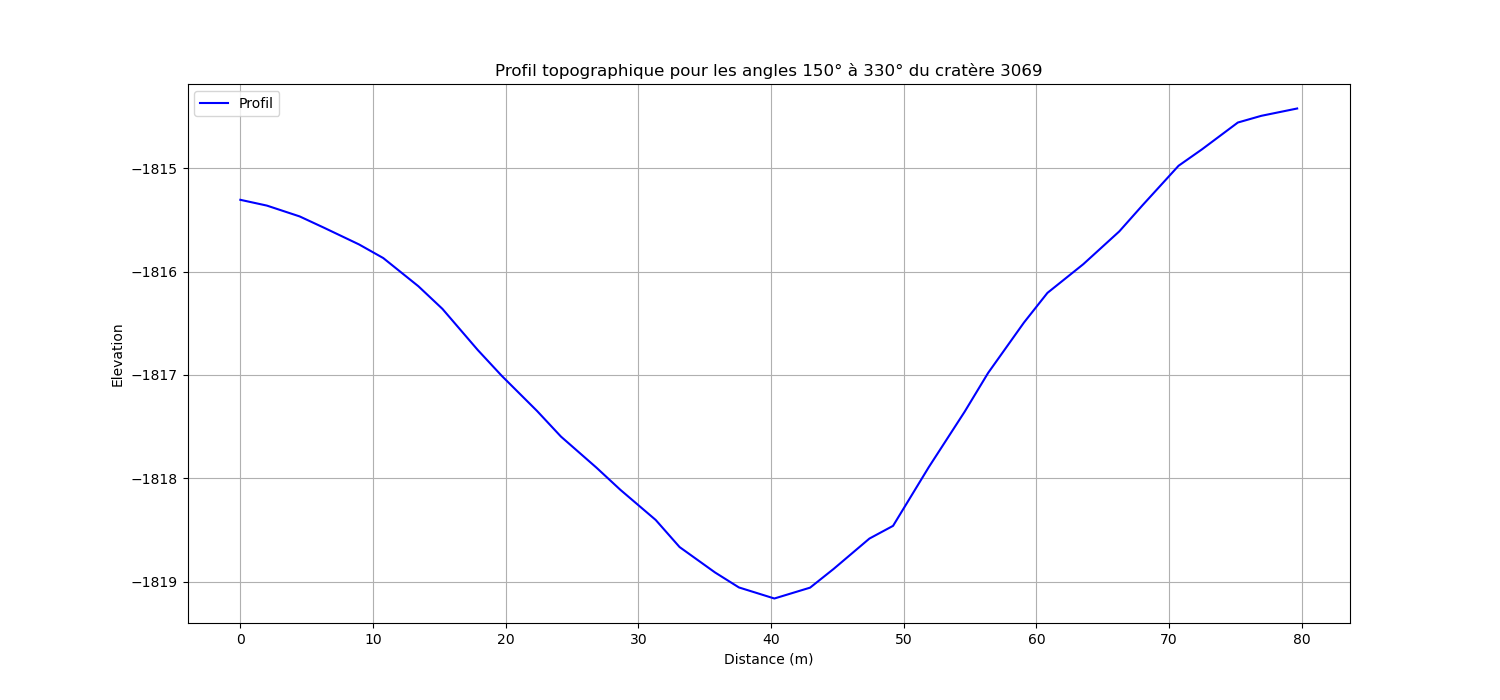 Profil topographique pour les angles 150° à 330° du cratère 3069
Profil
Elevation
−1815
−1816
−1817
−1818
−1819
0 10 20 30 40 50 60 70 80
Distance (m)